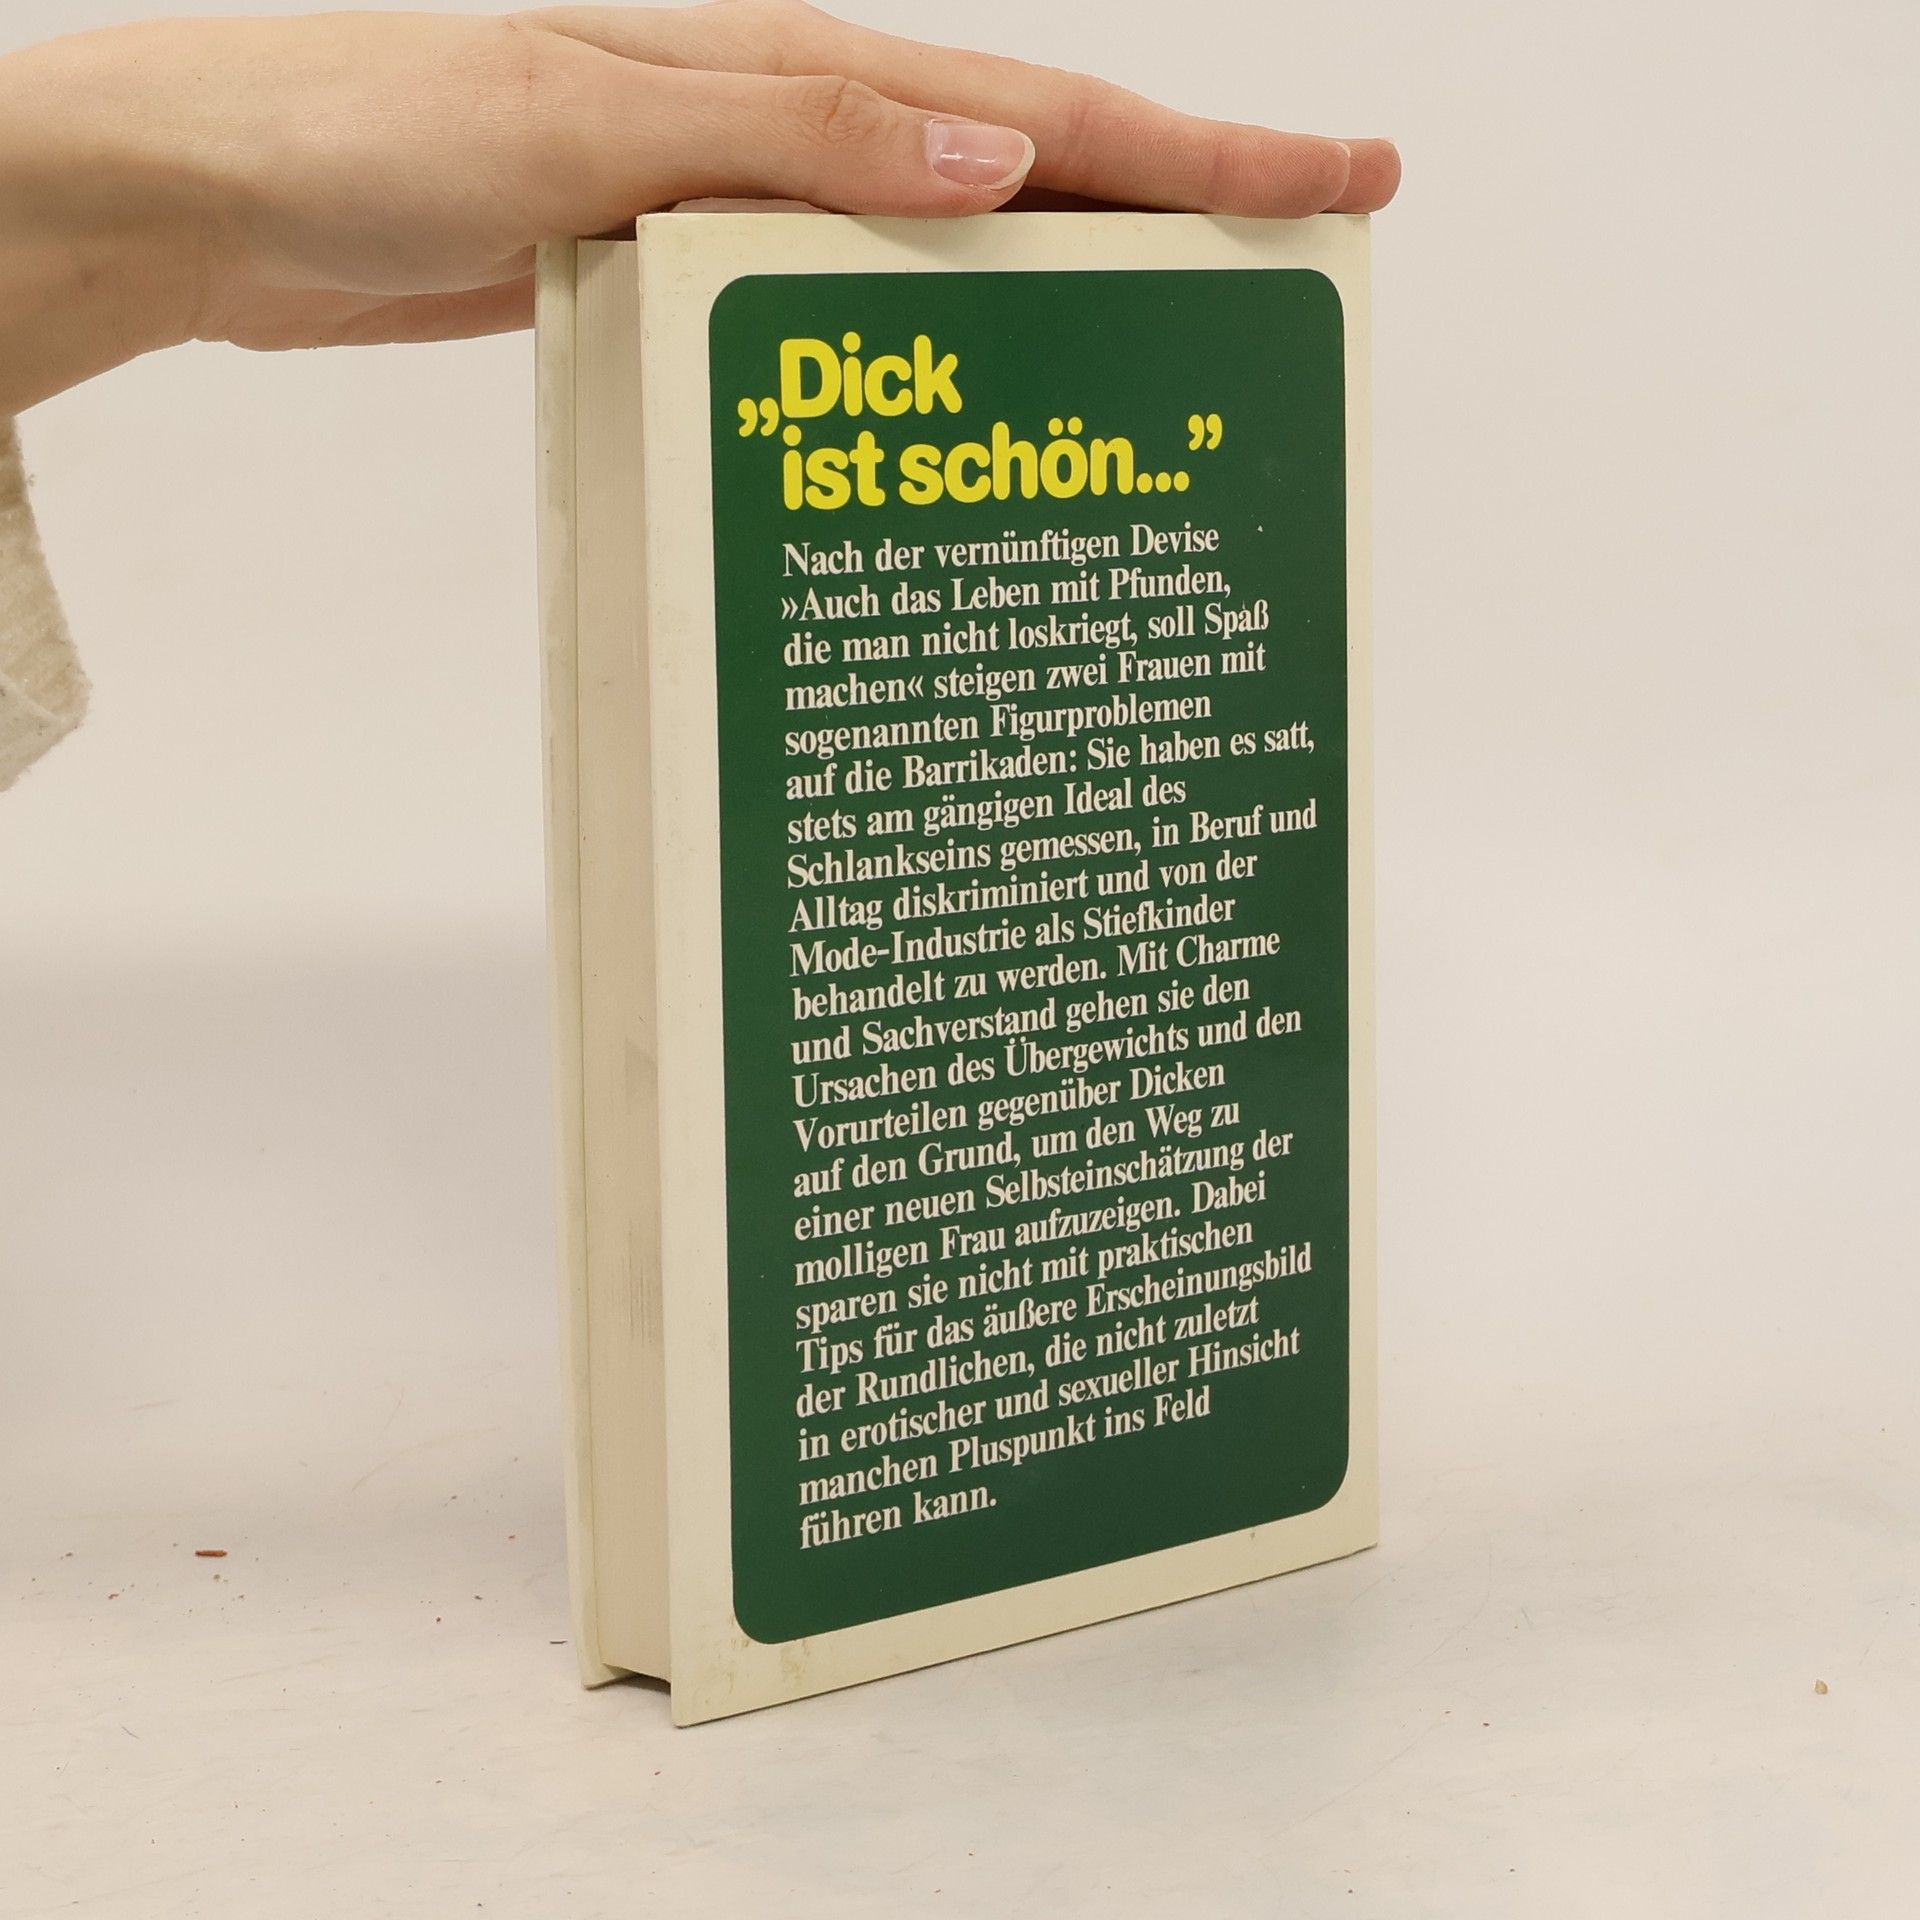 „Dick
ist schön...”
Nach der vernünftigen Devise
»Auch das Leben mit Pfunden,
die man nicht loskriegt, soll Spaß
machen« steigen zwei Frauen mit
sogenannten Figurproblemen
auf die Barrikaden: Sie haben es satt,
stets am gängigen Ideal des
Schlankseins gemessen, in Beruf und
Alltag diskriminiert und von der
Mode-Industrie als Stiefkinder
behandelt zu werden. Mit Charme
und Sachverstand gehen sie den
Ursachen des Übergewichts und den
Vorurteilen gegenüber Dicken
auf den Grund, um den Weg zu
einer neuen Selbsteinschätzung der
molligen Frau aufzuzeigen. Dabei
sparen sie nicht mit praktischen
Tips für das äußere Erscheinungsbild
der Rundlichen, die nicht zuletzt
in erotischer und sexueller Hinsicht
manchen Pluspunkt ins Feld
führen kann.